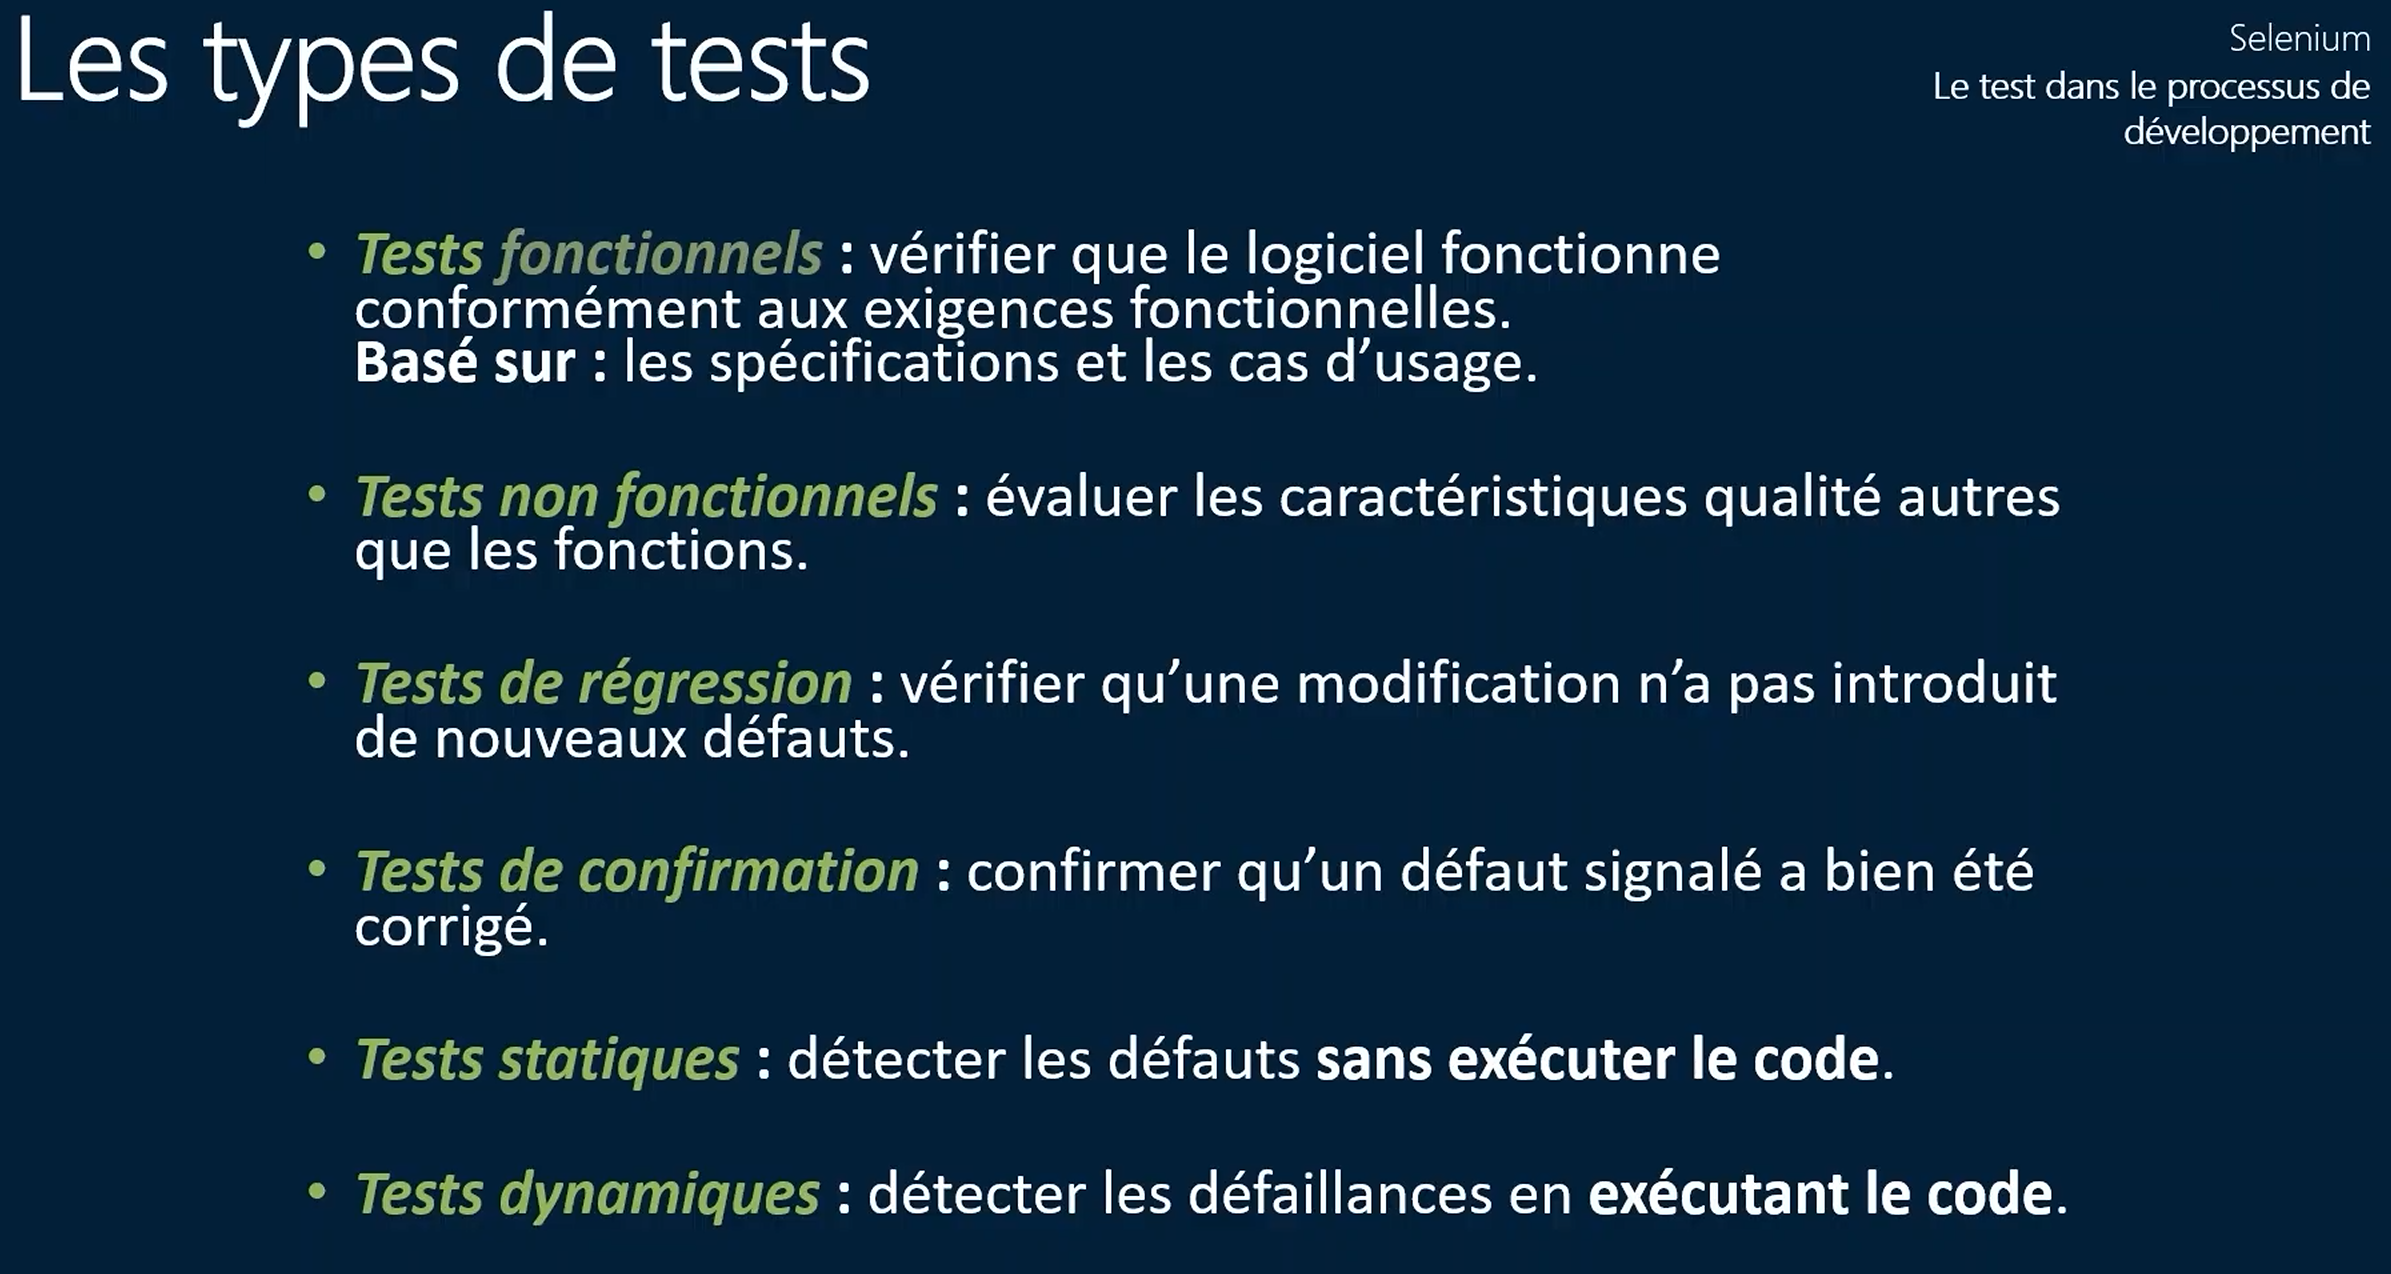 Les types de tests
Selenium
Le test dans le processus de
développement
• Tests fonctionnels : vérifier que le logiciel fonctionne
conformément aux exigences fonctionnelles.
Basé sur : les spécifications et les cas d’usage.
• Tests non fonctionnels : évaluer les caractéristiques qualité autres
que les fonctions.
• Tests de régression : vérifier qu’une modification n’a pas introduit
de nouveaux défauts.
• Tests de confirmation : confirmer qu’un défaut signalé a bien été
corrigé.
• Tests statiques : détecter les défauts sans exécuter le code.
• Tests dynamiques : détecter les défaillances en exécutant le code.